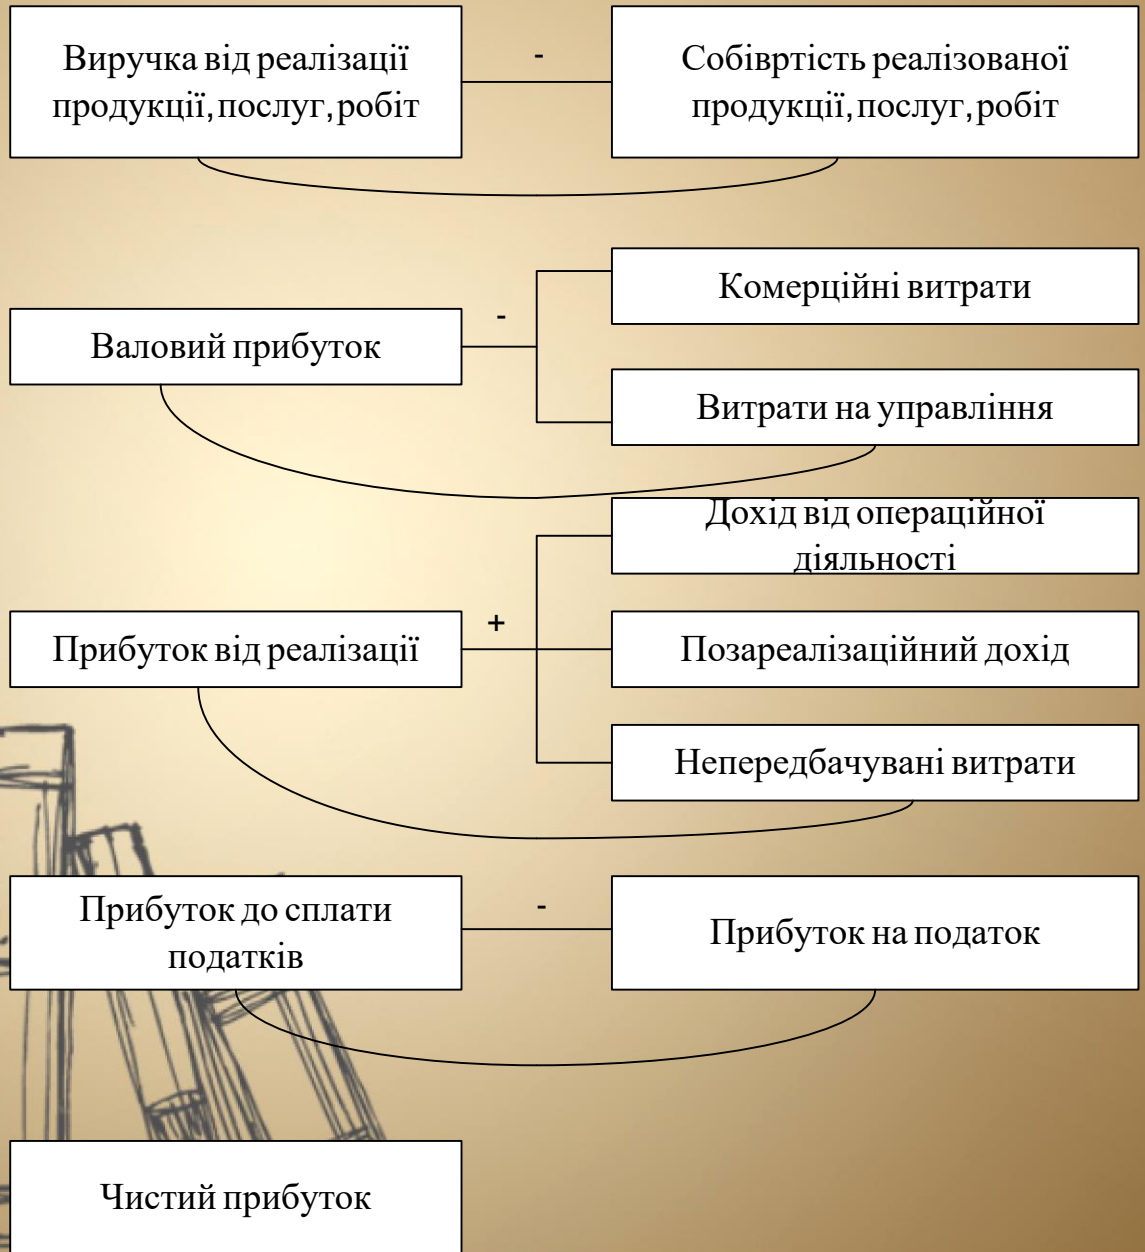 Виручка від реалізації
продукції, послуг, робіт
-
Собівртість реалізованої
продукції, послуг, робіт
Валовий прибуток
-
Комерційні витрати
Витрати на управління
Прибуток від реалізації
+
Дохід від операційної
діяльності
Позареалізаційний дохід
Непередбачувані витрати
Прибуток до сплати
податків
-
Прибуток на податок
Чистий прибуток